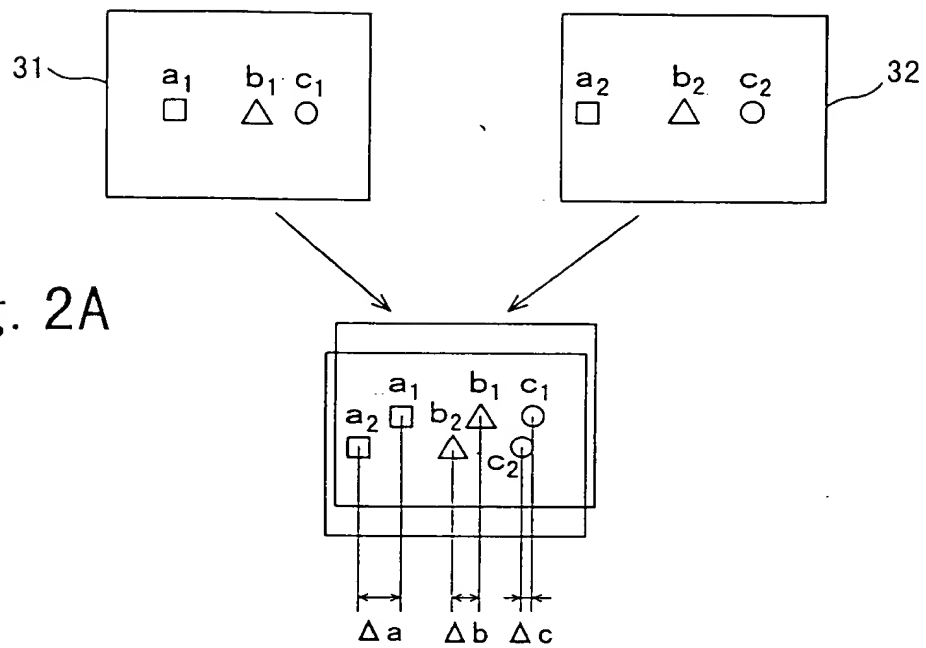 31
a1 b1 c1
a2 b2 c2
32
g. 2A
a1 b1 c1
a2 b2 c2
Δa Δb Δc